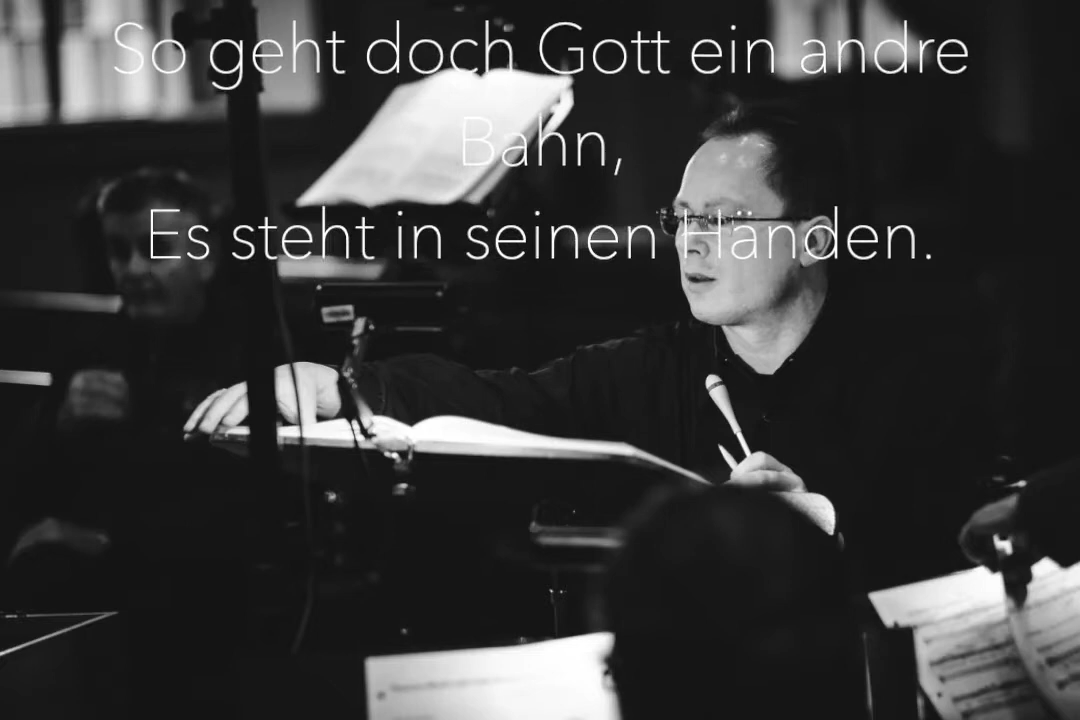 So geht doch Gott ein andre
Bahn,
Es steht in seinen Händen.